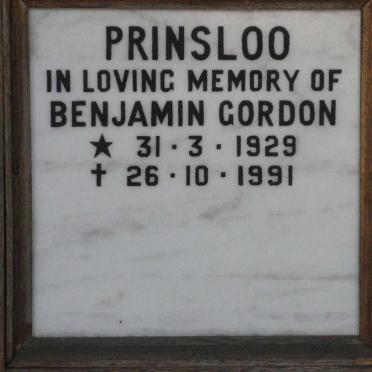 PRINSLOO
IN LOVING MEMORY OF
BENJAMIN GORDON
★ 31·3·1929
✝ 26·10·1991